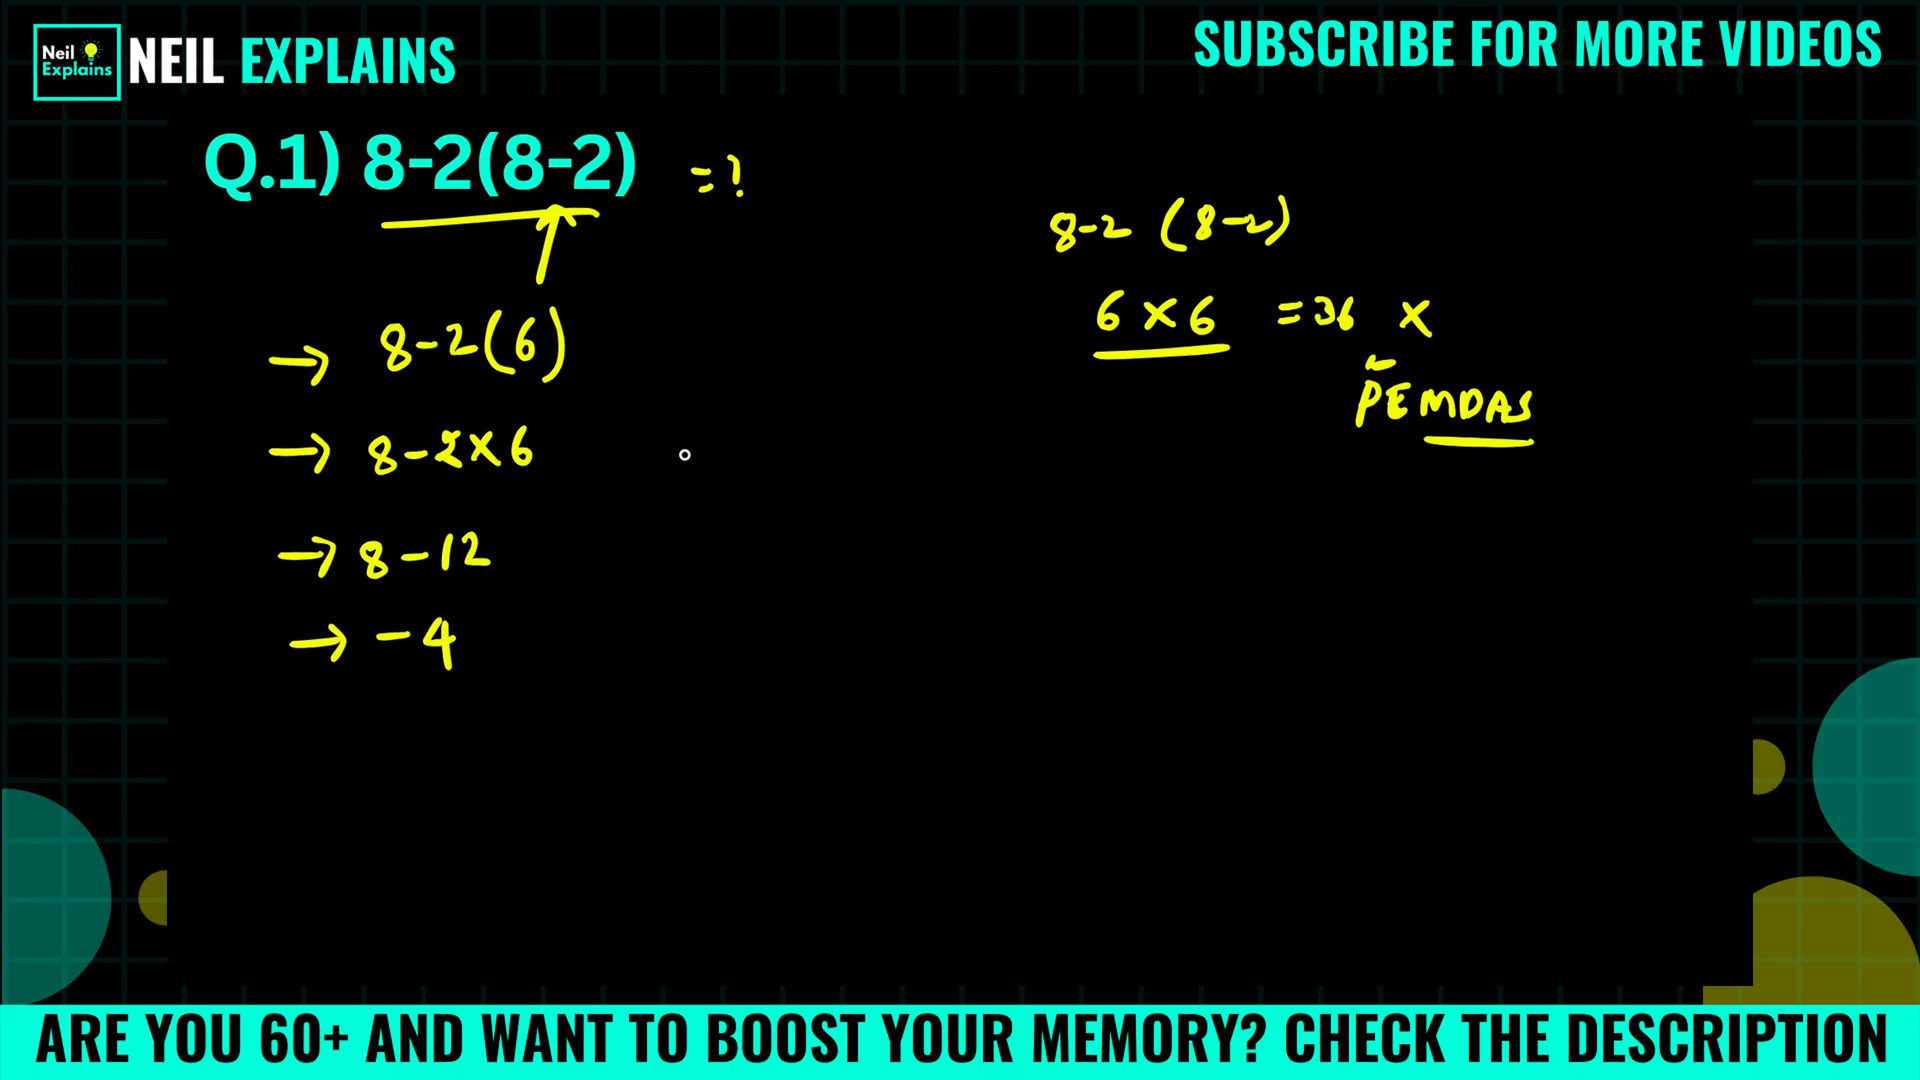 Neil
Explains
NEIL EXPLAINS
SUBSCRIBE FOR MORE VIDEOS
Q.1) 8-2(8-2) = ?
→ 8-2(6)
→ 8-2×6
→ 8-12
→ -4
8-2 (8-2)
6 × 6 = 36 ×
PEMDAS
ARE YOU 60+ AND WANT TO BOOST YOUR MEMORY? CHECK THE DESCRIPTION